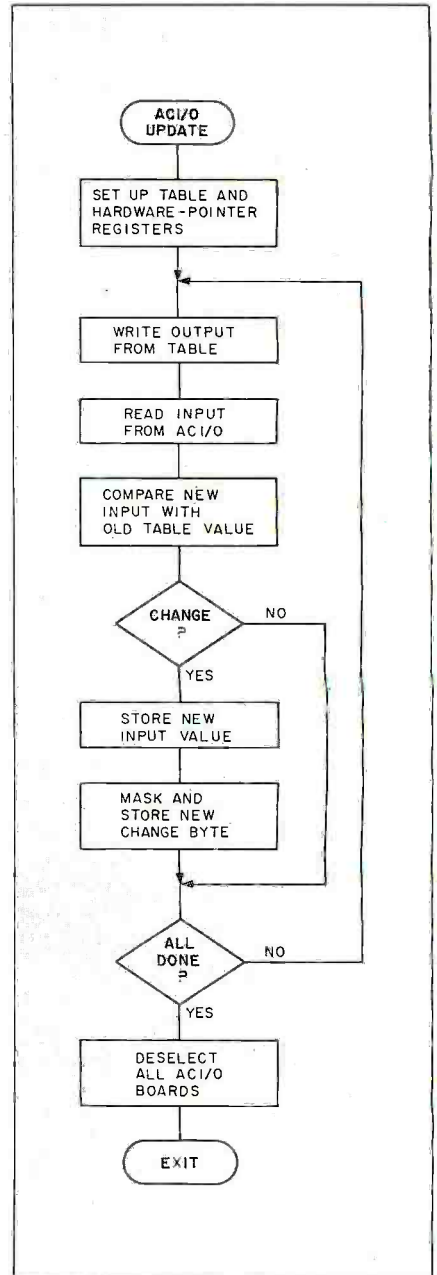 ACI/O
UPDATE
SET UP TABLE AND
HARDWARE-POINTER
REGISTERS
WRITE OUTPUT
FROM TABLE
READ INPUT
FROM ACI/O
COMPARE NEW
INPUT WITH
OLD TABLE VALUE
CHANGE
?
NO
YES
STORE NEW
INPUT VALUE
MASK AND
STORE NEW
CHANGE BYTE
ALL
DONE
?
NO
YES
DESELECT
ALL ACI/O
BOARDS
EXIT